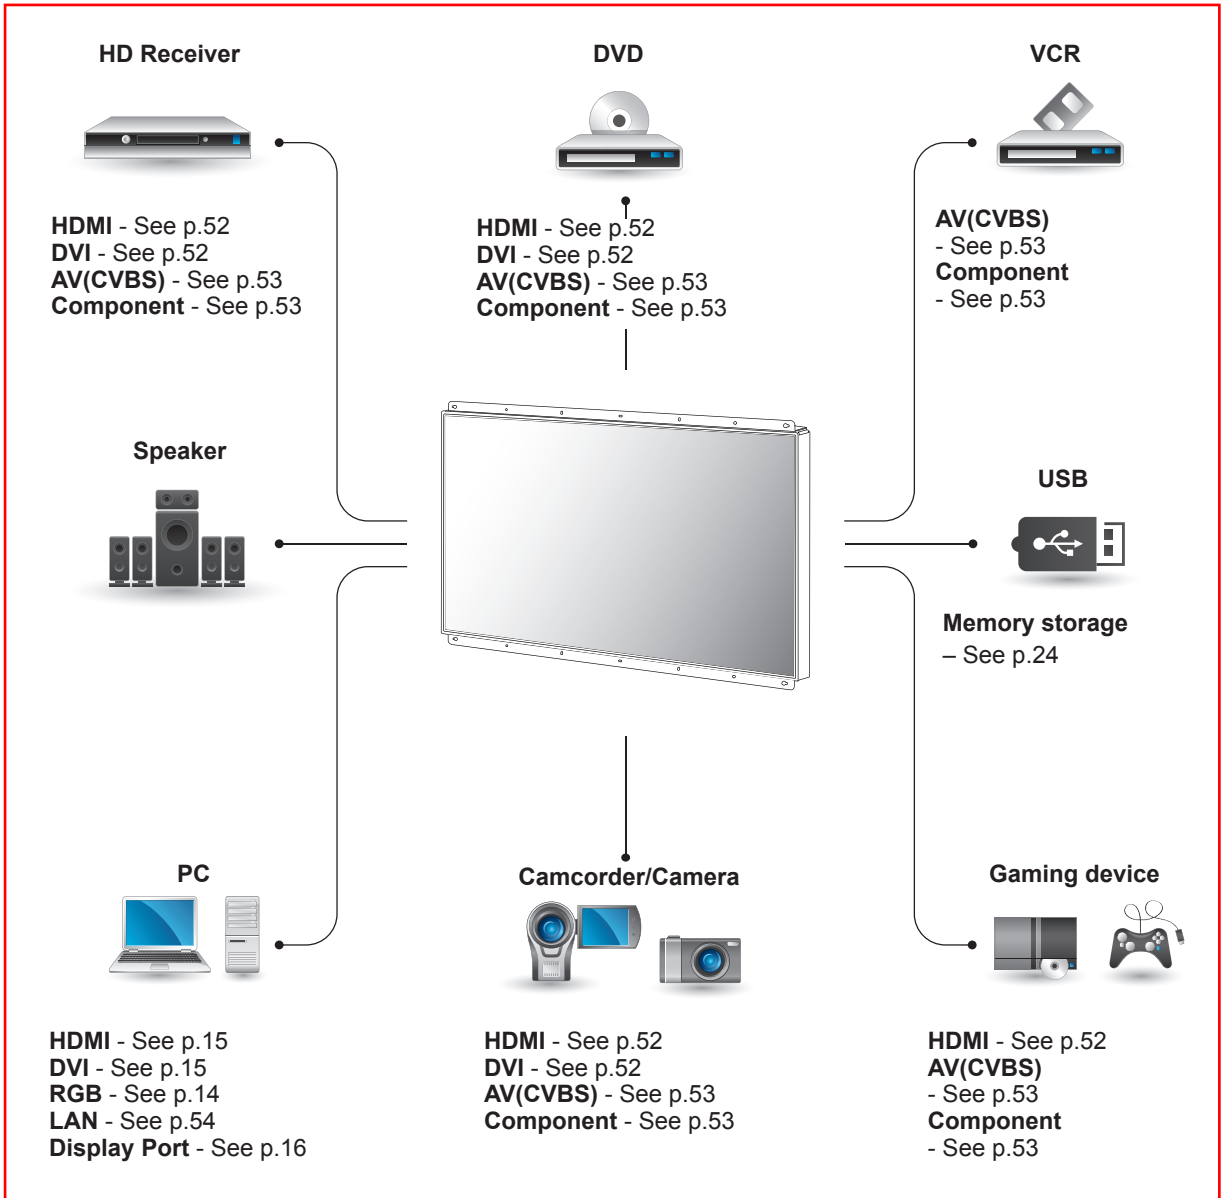 HD Receiver
HDMI - See p.52
DVI - See p.52
AV(CVBS) - See p.53
Component - See p.53
DVD
HDMI - See p.52
DVI - See p.52
AV(CVBS) - See p.53
Component - See p.53
VCR
AV(CVBS)
- See p.53
Component
- See p.53
Speaker
USB
Memory storage
– See p.24
PC
HDMI - See p.15
DVI - See p.15
RGB - See p.14
LAN - See p.54
Display Port - See p.16
Camcorder/Camera
HDMI - See p.52
DVI - See p.52
AV(CVBS) - See p.53
Component - See p.53
Gaming device
HDMI - See p.52
AV(CVBS)
- See p.53
Component
- See p.53